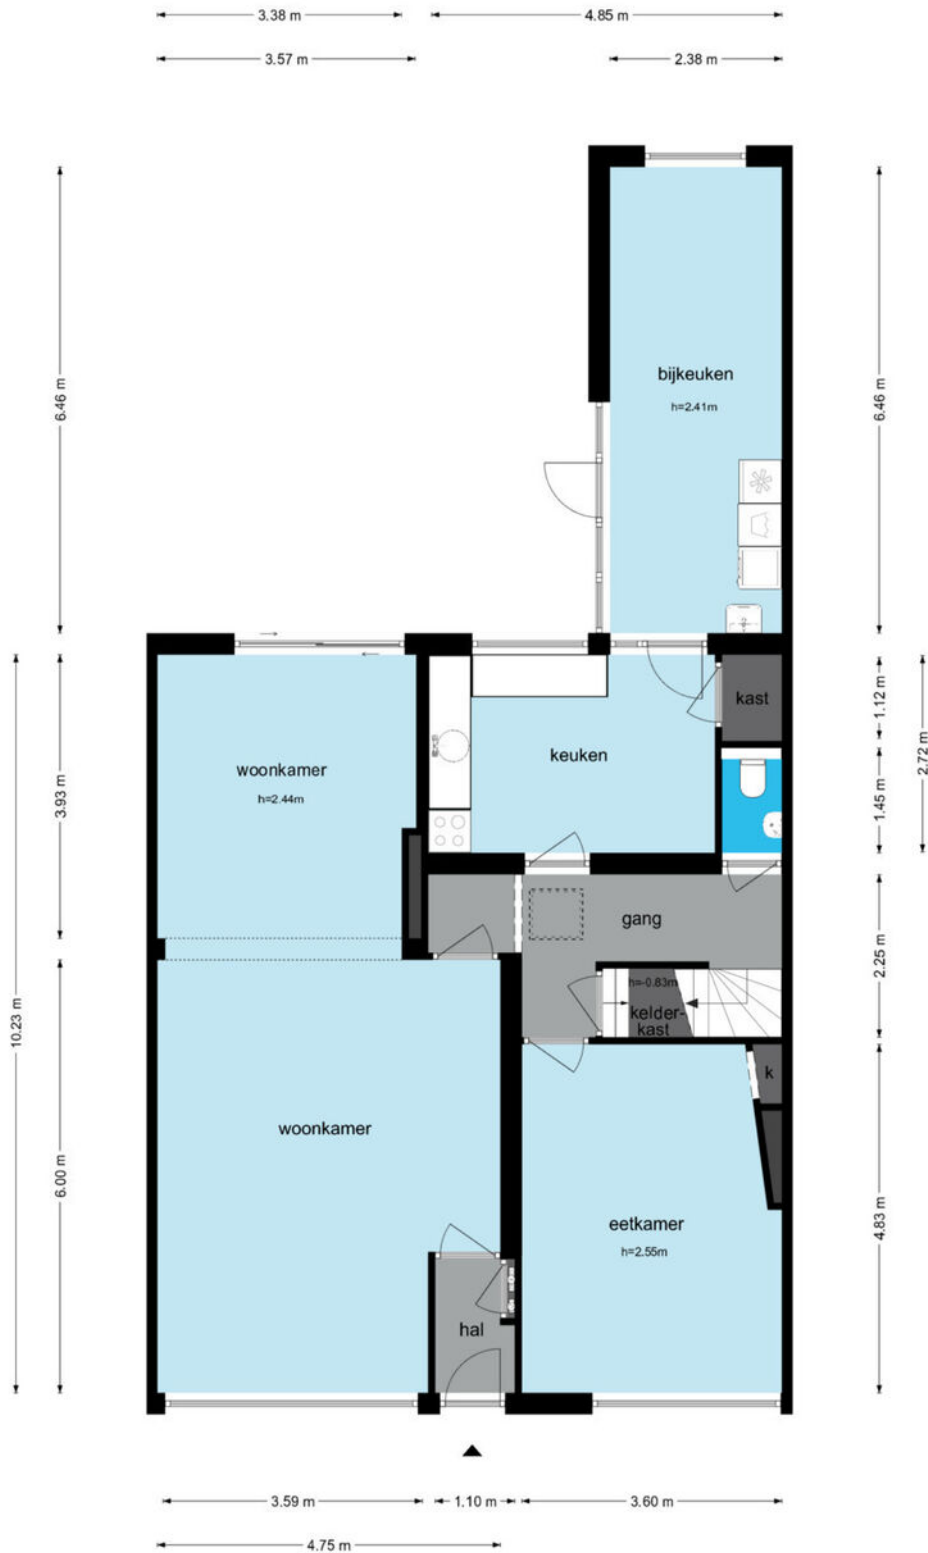 3.38 m
4.85 m
3.57 m
2.38 m
6.46 m
6.46 m
bijkeuken
h=2.41m
kast
1.12 m
2.72 m
keuken
woonkamer
h=2.44m
3.93 m
1.45 m
gang
2.25 m
h=-0.83m
kelder-
kast
10.23 m
k
woonkamer
6.00 m
4.83 m
eetkamer
h=2.55m
hal
3.59 m
1.10 m
3.60 m
4.75 m